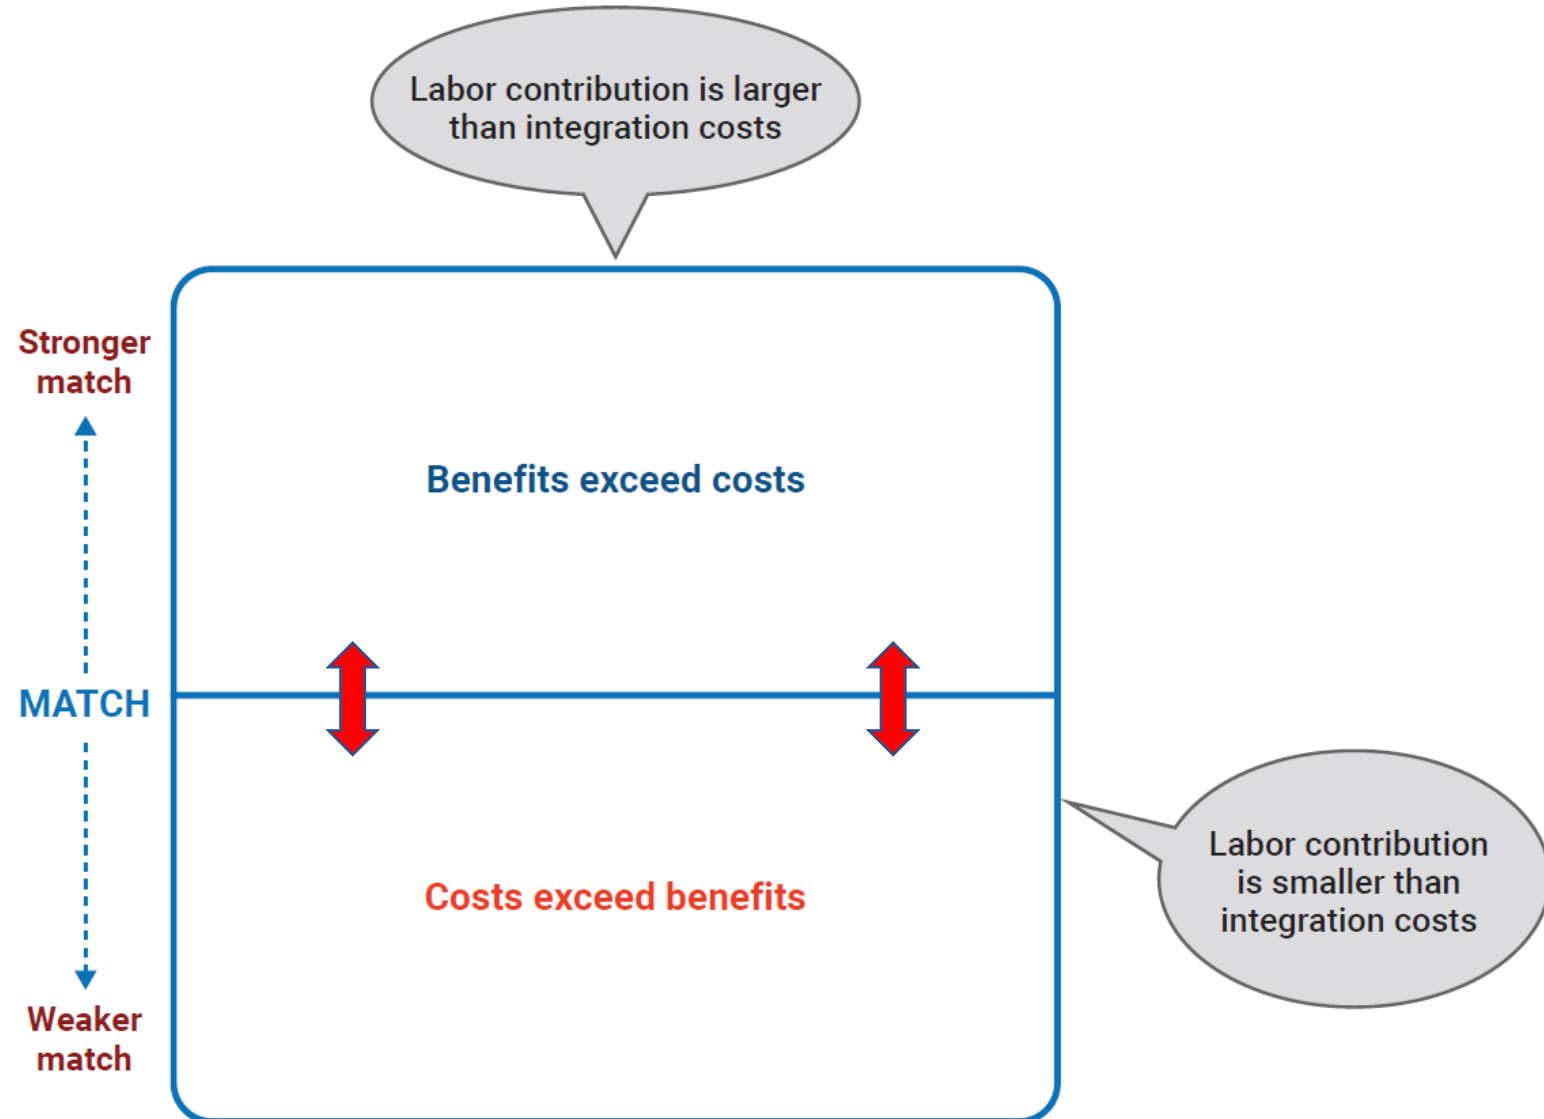 Labor contribution is larger
than integration costs
Stronger
match
Benefits exceed costs
MATCH
Labor contribution
is smaller than
integration costs
Costs exceed benefits
Weaker
match